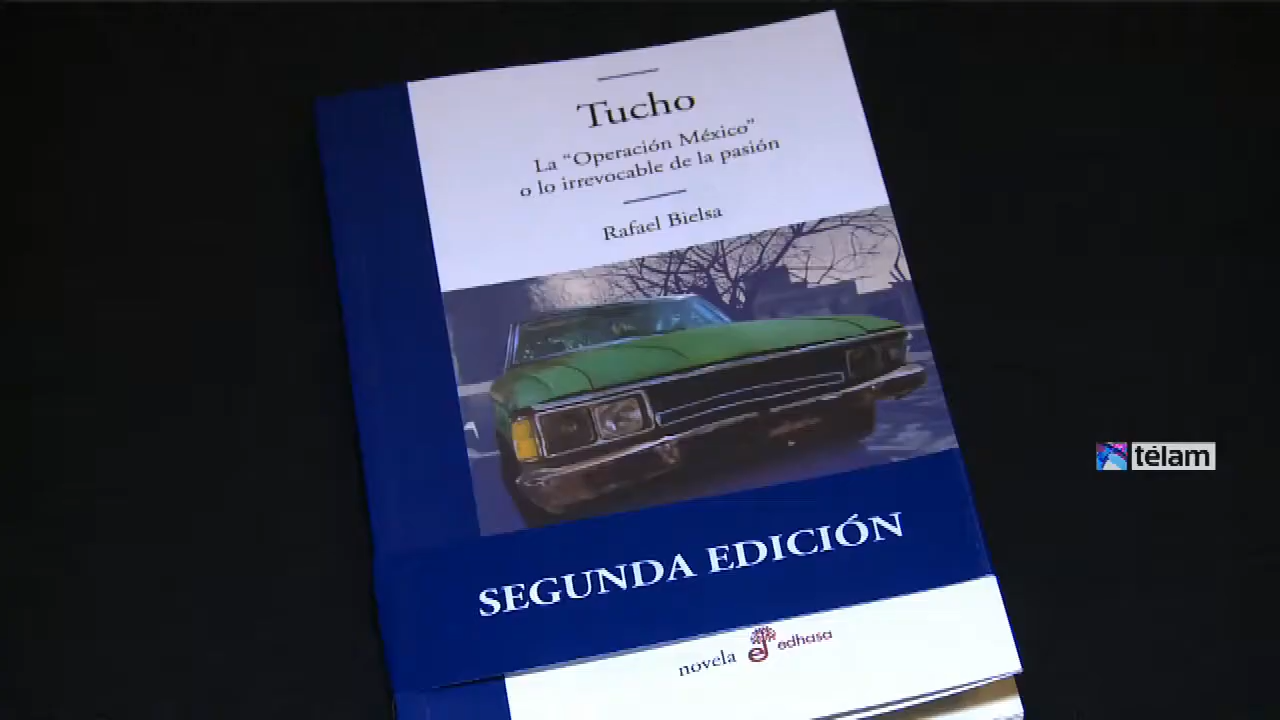 Tucho
La “Operación México”
o lo irrevocable de la pasión
Rafael Bielsa
SEGUNDA EDICIÓN
novela edhasa
télam